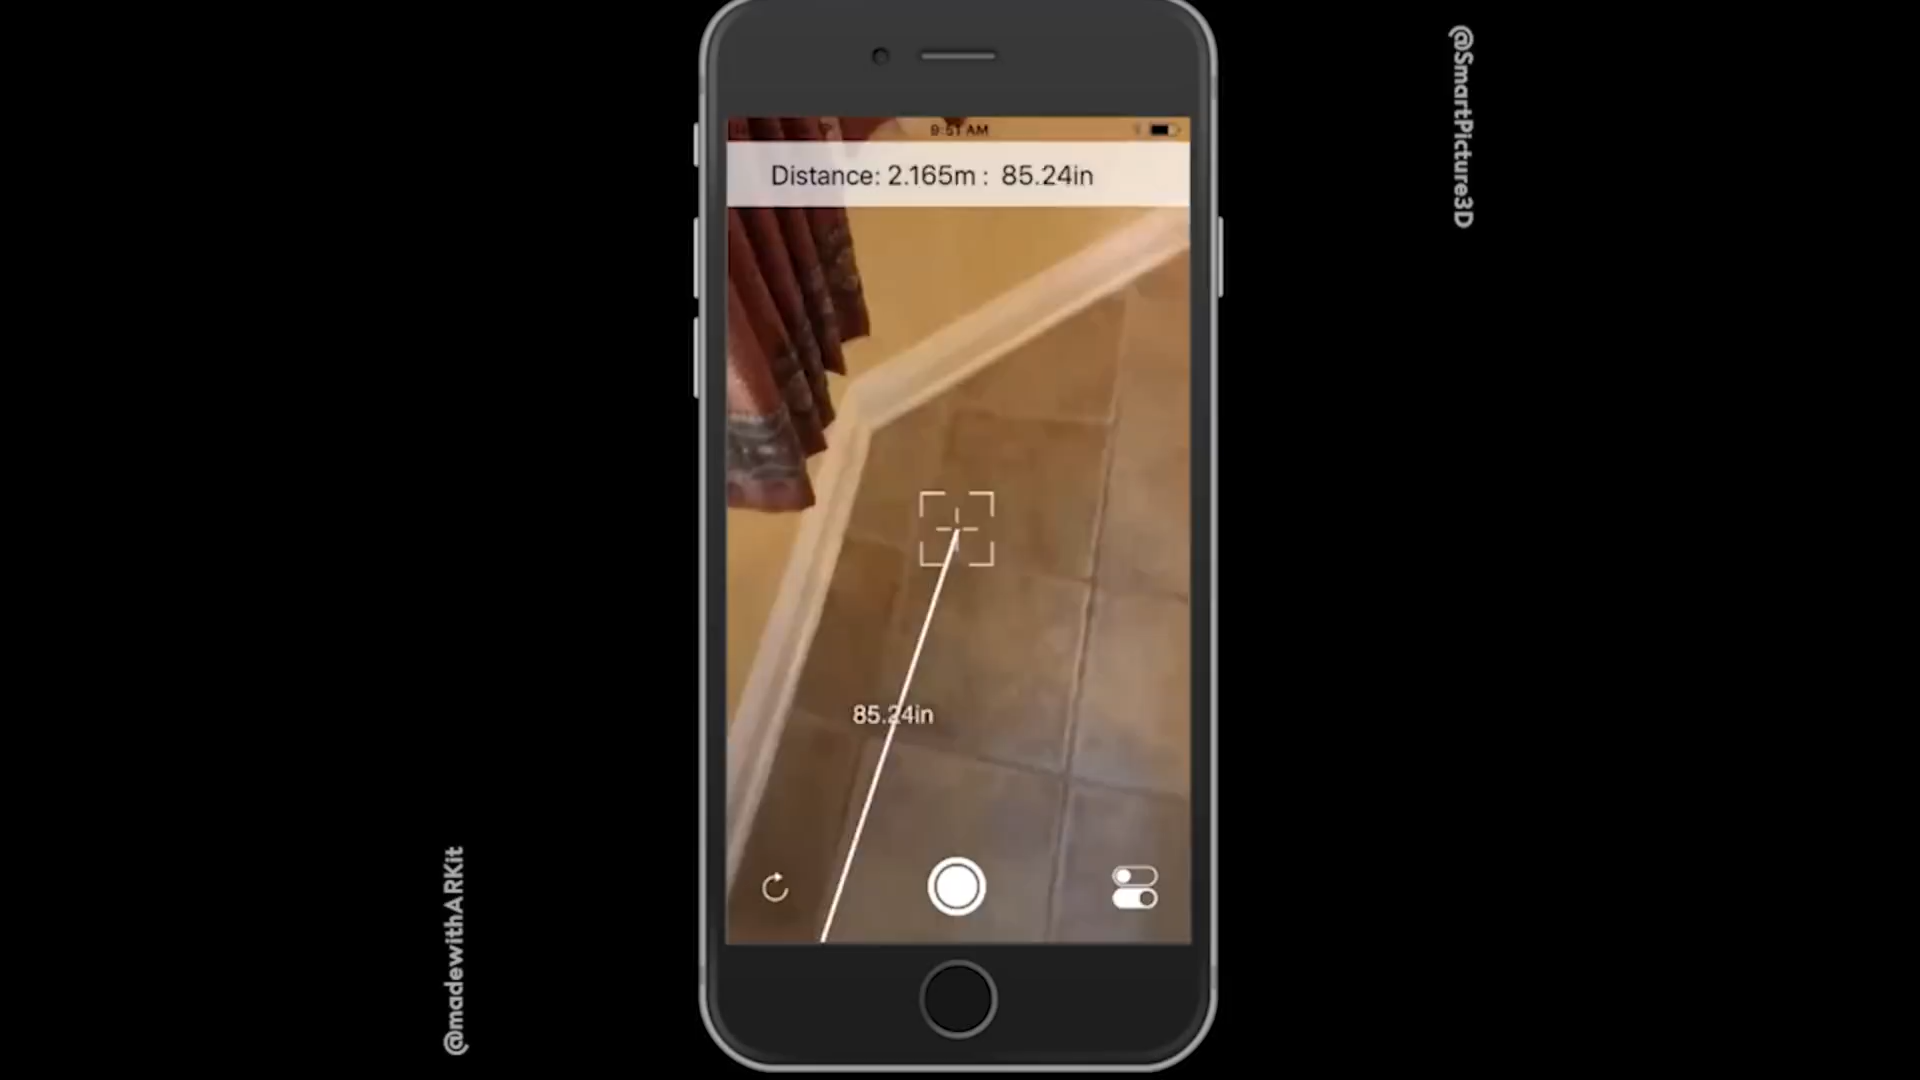 9:51 AM
Distance: 2.165m : 85.24in
85.24in
@SmartPicture3D
@madewithARKit